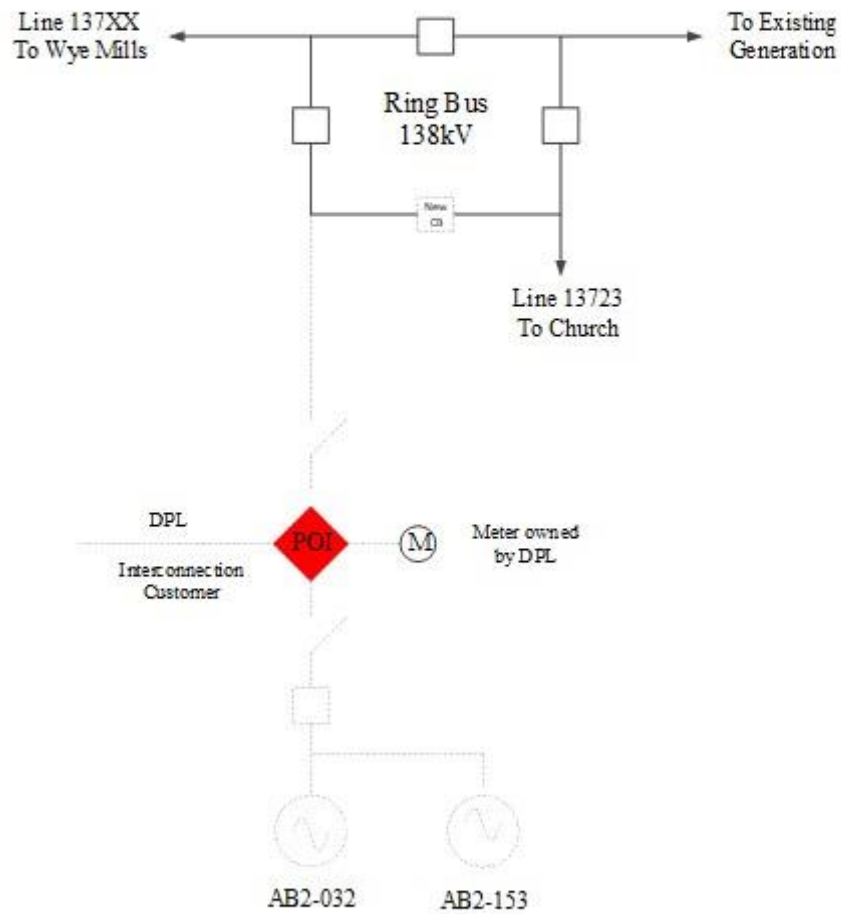 Line 137XX
To Wye Mills
To Existing
Generation
Ring Bus
138kV
New
CB
Line 13723
To Church
DPL
POI
M
Meter owned
by DPL
Interconnection
Customer
AB2-032
AB2-153